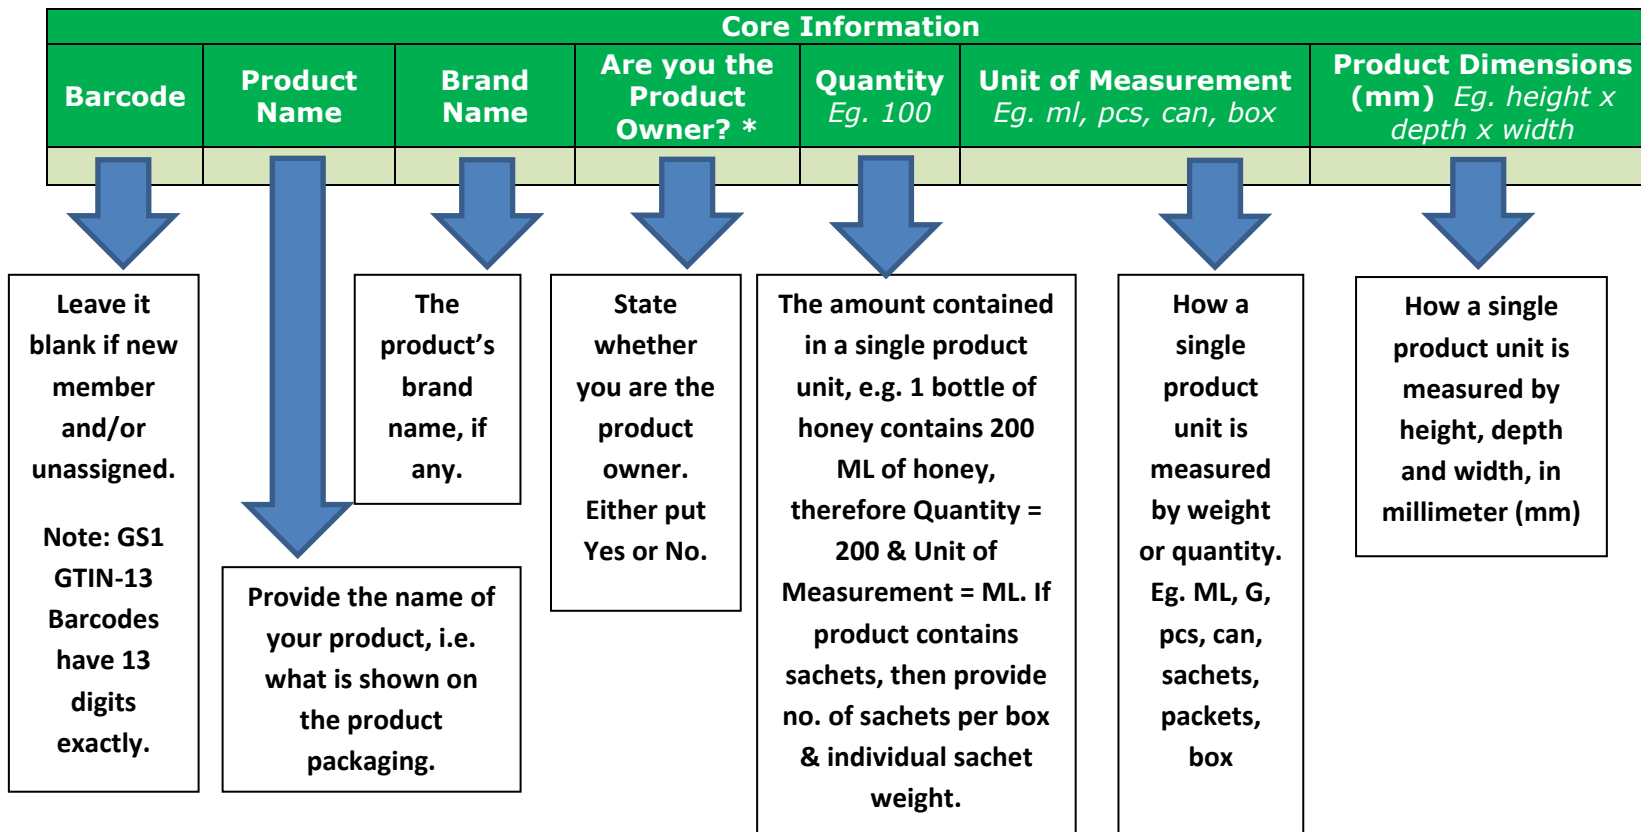 Core Information
Barcode
Product
Name
Brand
Name
Are you the
Product
Owner? *
Quantity
Eg. 100
Unit of Measurement
Eg. ml, pcs, can, box
Product Dimensions
(mm) Eg. height x
depth x width
Leave it
blank if new
member
and/or
unassigned.
Note: GS1
GTIN-13
Barcodes
have 13
digits
exactly.
Provide the name of
your product, i.e.
what is shown on
the product
packaging.
The
product’s
brand
name, if
any.
State
whether
you are the
product
owner.
Either put
Yes or No.
The amount contained
in a single product
unit, e.g. 1 bottle of
honey contains 200
ML of honey,
therefore Quantity =
200 & Unit of
Measurement = ML. If
product contains
sachets, then provide
no. of sachets per box
& individual sachet
weight.
How a
single
product
unit is
measured
by weight
or quantity.
Eg. ML, G,
pcs, can,
sachets,
packets,
box
How a single
product unit is
measured by
height, depth
and width, in
millimeter (mm)